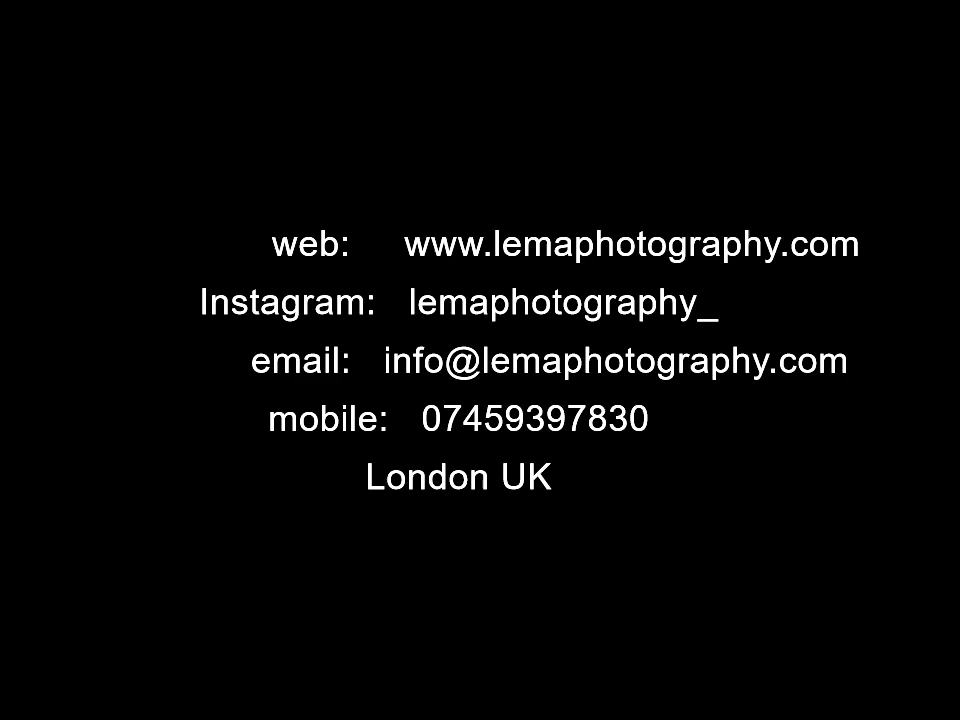 web: www.lemaphotography.com
Instagram: lemaphotography_
email: info@lemaphotography.com
mobile: 07459397830
London UK